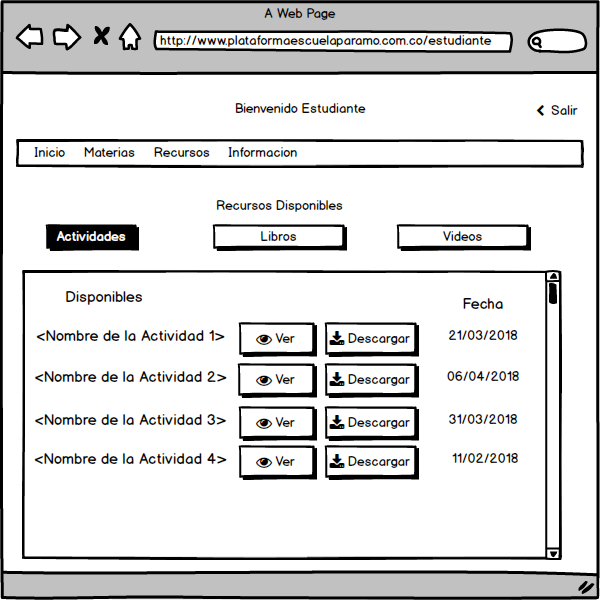 A Web Page
http://www.plataformaescuelaparamo.com.co/estudiante
Bienvenido Estudiante
Salir
Inicio Materias Recursos Informacion
Recursos Disponibles
Actividades Libros Videos
Disponibles Fecha
<Nombre de la Actividad 1> Ver Descargar 21/03/2018
<Nombre de la Actividad 2> Ver Descargar 06/04/2018
<Nombre de la Actividad 3> Ver Descargar 31/03/2018
<Nombre de la Actividad 4> Ver Descargar 11/02/2018